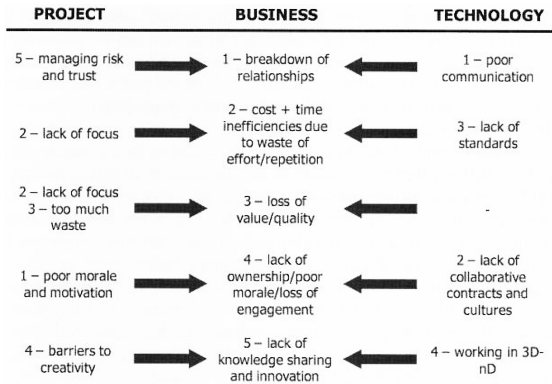 PROJECT BUSINESS TECHNOLOGY
5 – managing risk
and trust
1 – breakdown of
relationships
1 – poor
communication
2 – lack of focus
2 – cost + time
inefficiencies due
to waste of
effort/repetition
3 – lack of
standards
2 – lack of focus
3 – too much
waste
3 – loss of
value/quality
-
1 – poor morale
and motivation
4 – lack of
ownership/poor
morale/loss of
engagement
2 – lack of
collaborative
contracts and
cultures
4 – barriers to
creativity
5 – lack of
knowledge sharing
and innovation
4 – working in 3D-
nD